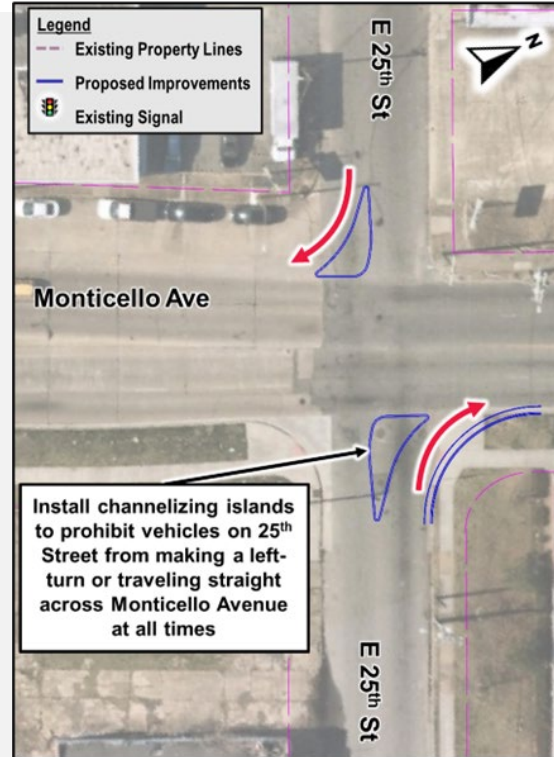 Legend
Existing Property Lines
Proposed Improvements
Existing Signal
E 25th St
N
Monticello Ave
Install channelizing islands
to prohibit vehicles on 25th
Street from making a left-
turn or traveling straight
across Monticello Avenue
at all times
E 25th St